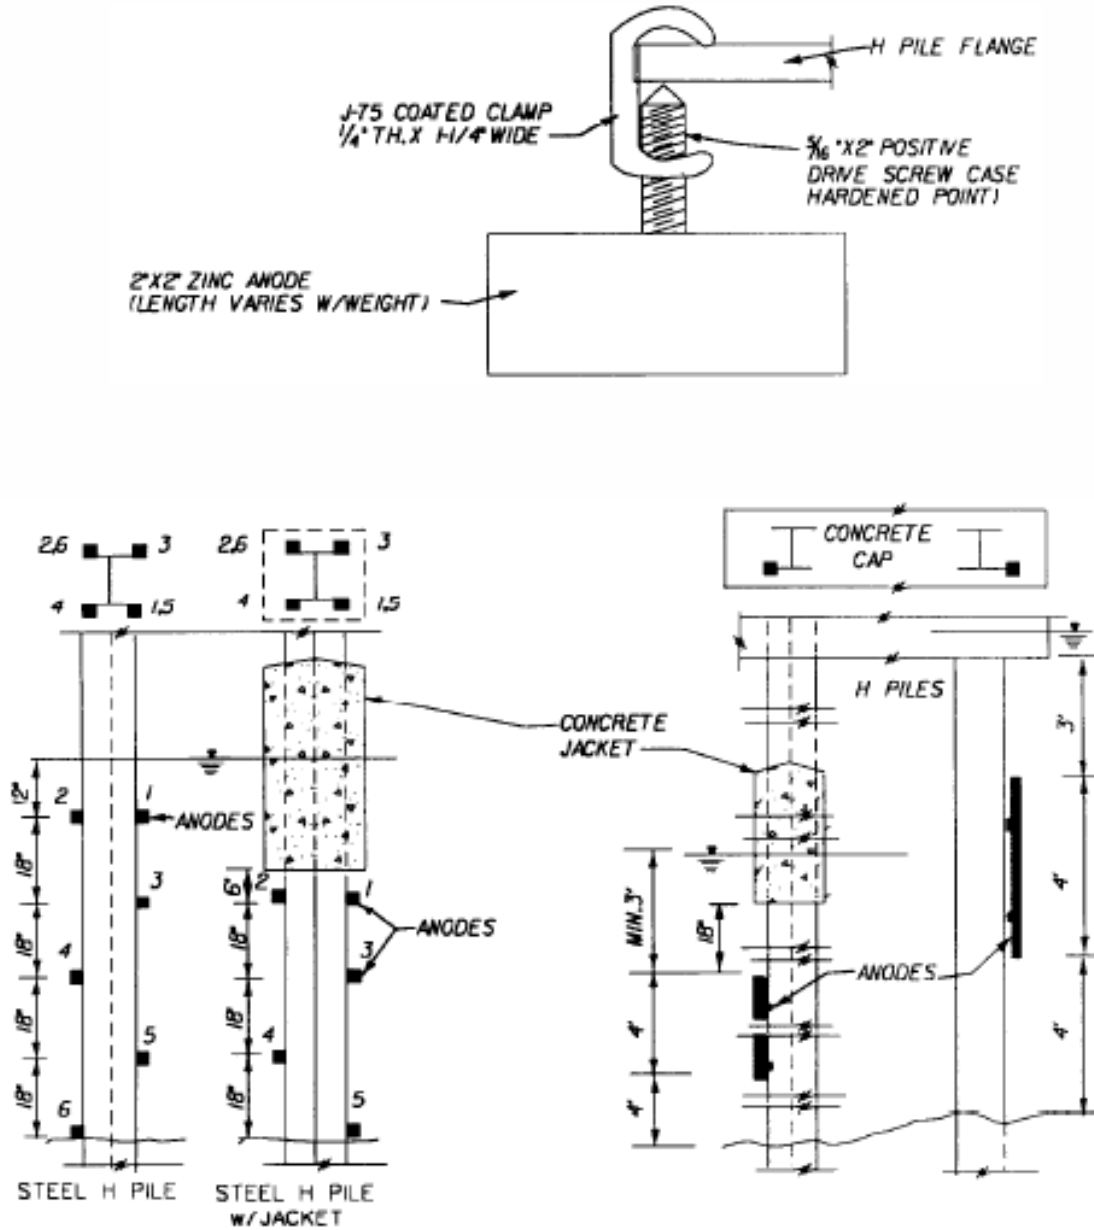 H PILE FLANGE
J-75 COATED CLAMP
1/4" TH. X 1-1/4" WIDE
5/16 "X2" POSITIVE
DRIVE SCREW CASE
HARDENED POINT)
2"X2" ZINC ANODE
(LENGTH VARIES W/WEIGHT)
2,6 3
4 1,5
2,6 3
4 1,5
CONCRETE
CAP
H PILES
CONCRETE
JACKET
3'
12"
2 1
ANODES
18"
3
18"
4
18"
5
18"
6
6"
2 1
ANODES
18"
3
18"
4
18"
5
MIN. 3'
18"
ANODES
4'
4'
4'
4'
STEEL H PILE
STEEL H PILE
W/JACKET